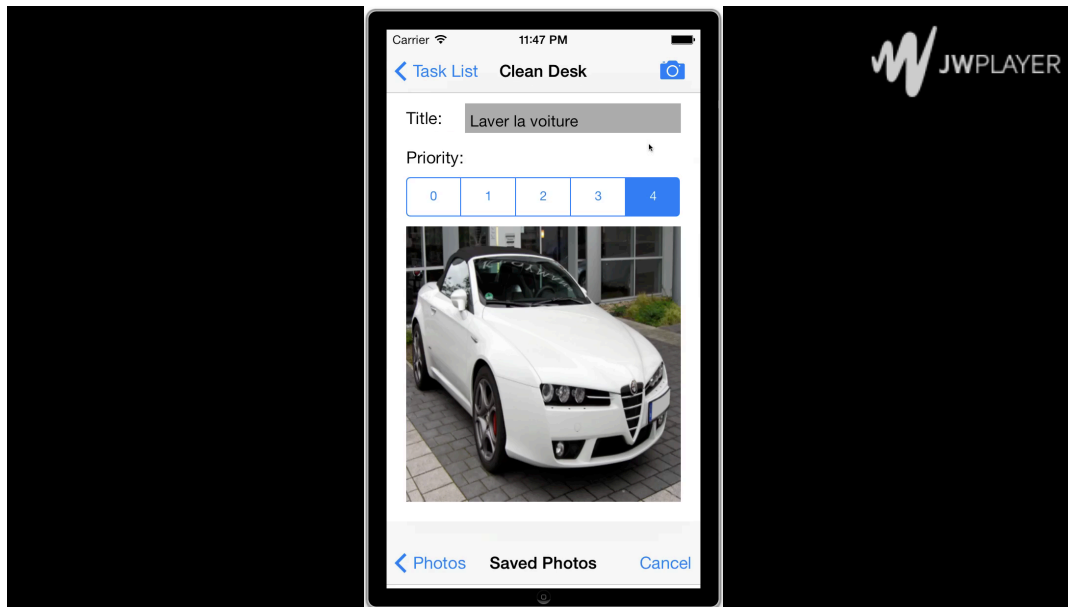 JWPLAYER
Carrier 11:47 PM
Task List Clean Desk
Title: Laver la voiture
Priority:
0 1 2 3 4
Photos Saved Photos Cancel